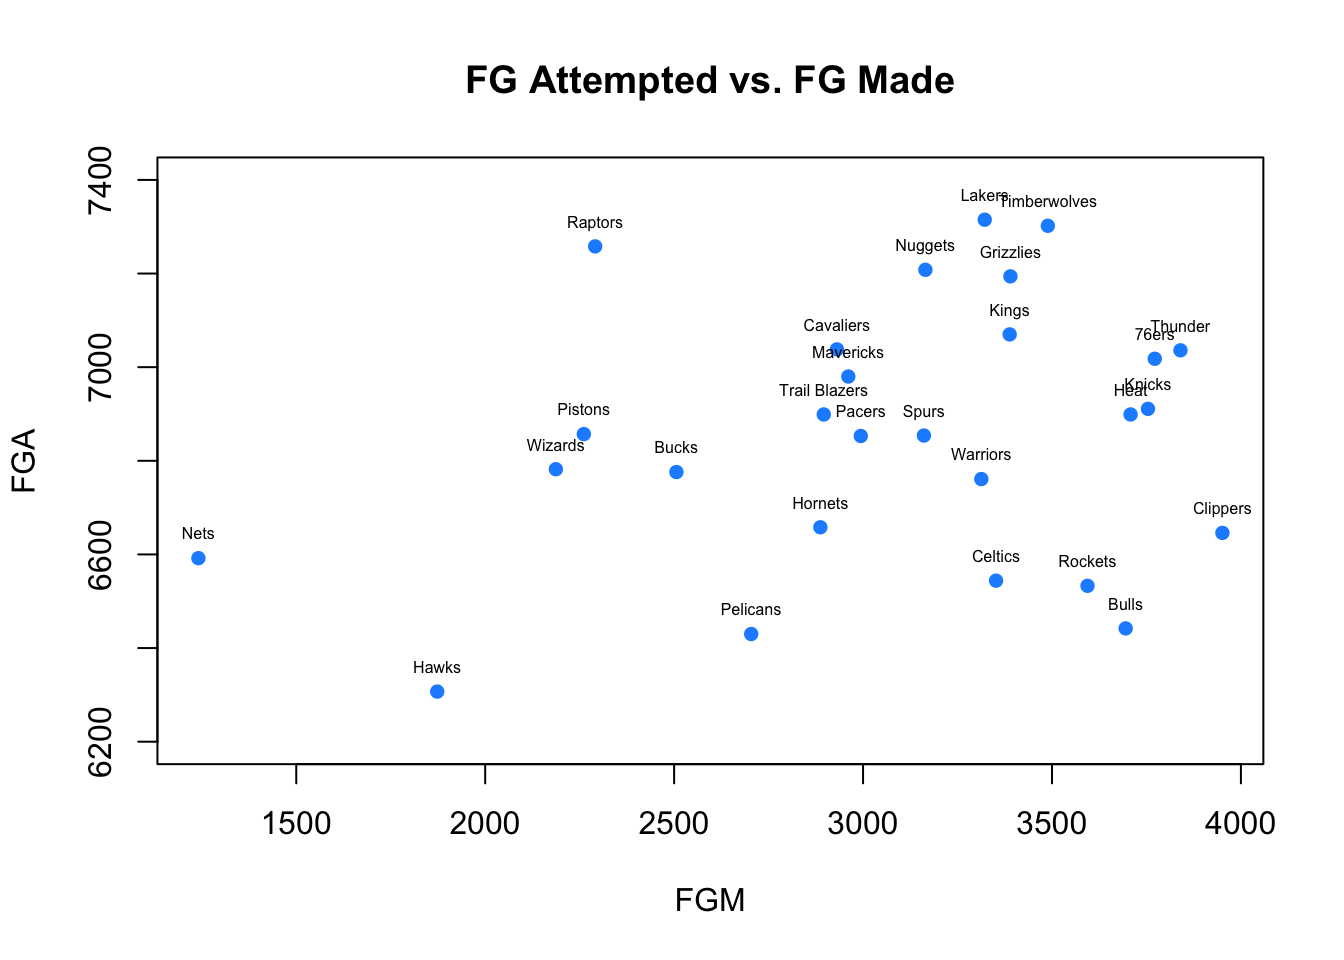 FG Attempted vs. FG Made
FGA
7400
7000
6600
6200
Lakers
Timberwolves
Raptors
Nuggets
Grizzlies
Kings
Cavaliers
Thunder
76ers
Mavericks
Knicks
Trail Blazers
Heat
Pistons
Pacers
Spurs
Wizards
Bucks
Warriors
Hornets
Clippers
Nets
Celtics
Rockets
Pelicans
Bulls
Hawks
1500 2000 2500 3000 3500 4000
FGM